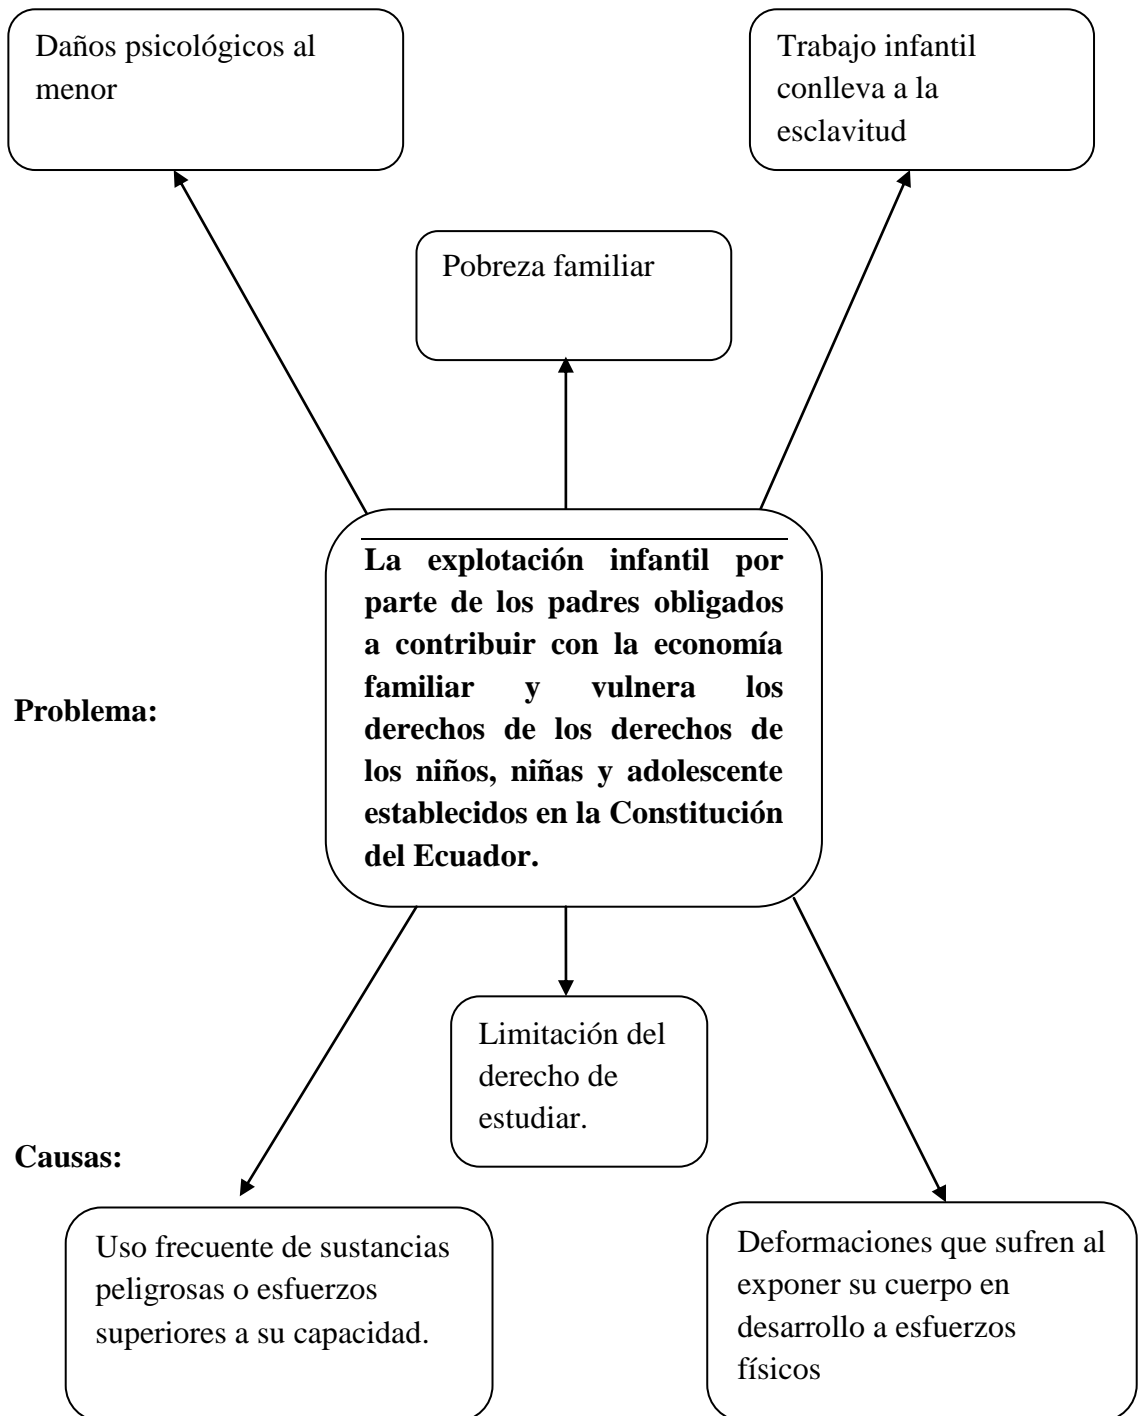 Daños psicológicos al
menor
Trabajo infantil
conlleva a la
esclavitud
Pobreza familiar
La explotación infantil por
parte de los padres obligados
a contribuir con la economía
familiar y vulnera los
derechos de los derechos de
los niños, niñas y adolescente
establecidos en la Constitución
del Ecuador.
Problema:
Limitación del
derecho de
estudiar.
Causas:
Uso frecuente de sustancias
peligrosas o esfuerzos
superiores a su capacidad.
Deformaciones que sufren al
exponer su cuerpo en
desarrollo a esfuerzos
físicos